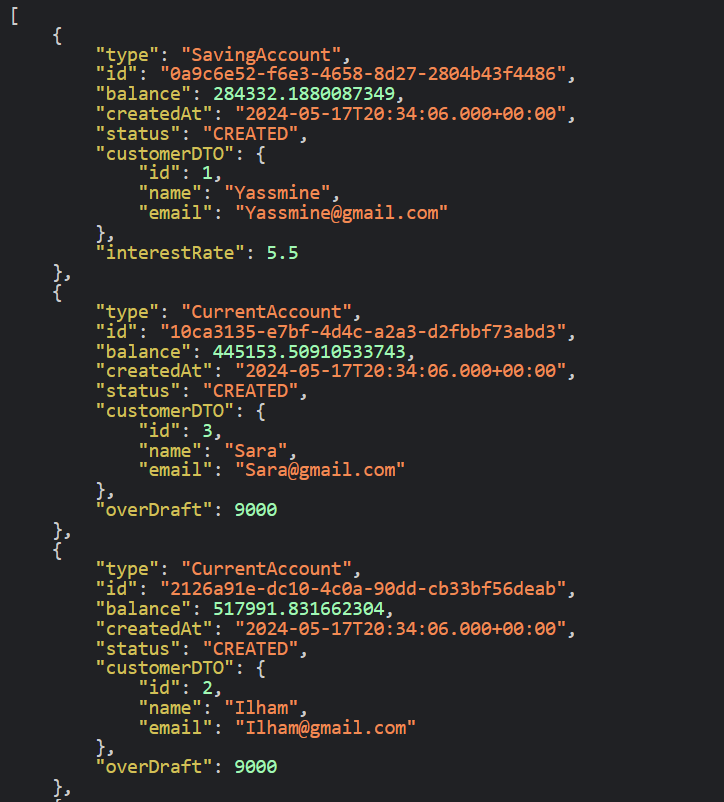 [
    {
        "type": "SavingAccount",
        "id": "0a9c6e52-f6e3-4658-8d27-2804b43f4486",
        "balance": 284332.1880087349,
        "createdAt": "2024-05-17T20:34:06.000+00:00",
        "status": "CREATED",
        "customerDTO": {
            "id": 1,
            "name": "Yassmine",
            "email": "Yassmine@gmail.com"
        },
        "interestRate": 5.5
    },
    {
        "type": "CurrentAccount",
        "id": "10ca3135-e7bf-4d4c-a2a3-d2fbbf73abd3",
        "balance": 445153.50910533743,
        "createdAt": "2024-05-17T20:34:06.000+00:00",
        "status": "CREATED",
        "customerDTO": {
            "id": 3,
            "name": "Sara",
            "email": "Sara@gmail.com"
        },
        "overDraft": 9000
    },
    {
        "type": "CurrentAccount",
        "id": "2126a91e-dc10-4c0a-90dd-cb33bf56deab",
        "balance": 517991.831662304,
        "createdAt": "2024-05-17T20:34:06.000+00:00",
        "status": "CREATED",
        "customerDTO": {
            "id": 2,
            "name": "Ilham",
            "email": "Ilham@gmail.com"
        },
        "overDraft": 9000
    },